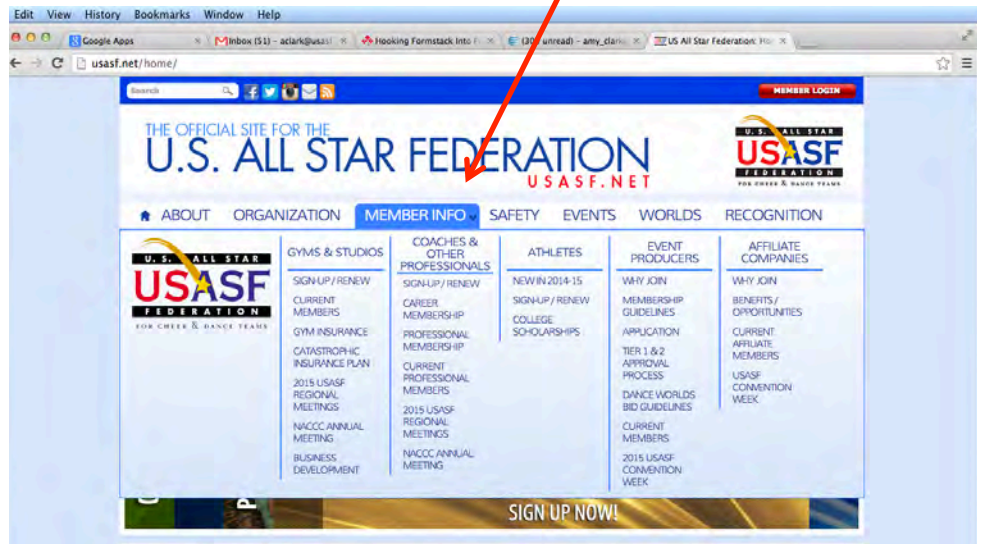 Edit View History Bookmarks Window Help
Google Apps
Inbox (51) - aclark@usasf
Hooking Formstack Into
unread) - amy_clark
US All Star Federation: Ho
usasf.net/home/
Search
MEMBER LOGIN
THE OFFICIAL SITE FOR THE
U.S. ALL STAR FEDERATION
USASF.NET
U.S. ALL STAR
USASF
FEDERATION
FOR CHEER & DANCE TEAMS
ABOUT ORGANIZATION MEMBER INFO SAFETY EVENTS WORLDS RECOGNITION
U.S. ALL STAR
USASF
FEDERATION
FOR CHEER & DANCE TEAMS
GYMS & STUDIOS
SIGN-UP / RENEW
CURRENT
MEMBERS
GYM INSURANCE
CATASTROPHIC
INSURANCE PLAN
2015 USASF
REGIONAL
MEETINGS
NACCC ANNUAL
MEETING
BUSINESS
DEVELOPMENT
COACHES &
OTHER
PROFESSIONALS
SIGN-UP / RENEW
CAREER
MEMBERSHIP
PROFESSIONAL
MEMBERSHIP
CURRENT
PROFESSIONAL
MEMBERS
2015 USASF
REGIONAL
MEETINGS
NACCC ANNUAL
MEETING
ATHLETES
NEW IN 2014-15
SIGN-UP / RENEW
COLLEGE
SCHOLARSHIPS
EVENT
PRODUCERS
WHY JOIN
MEMBERSHIP
GUIDELINES
APPLICATION
TIER 1 & 2
APPROVAL
PROCESS
DANCE WORLDS
BID GUIDELINES
CURRENT
MEMBERS
2015 USASF
CONVENTION
WEEK
AFFILIATE
COMPANIES
WHY JOIN
BENEFITS /
OPPORTUNITIES
CURRENT
AFFILIATE
MEMBERS
USASF
CONVENTION
WEEK
SIGN UP NOW!